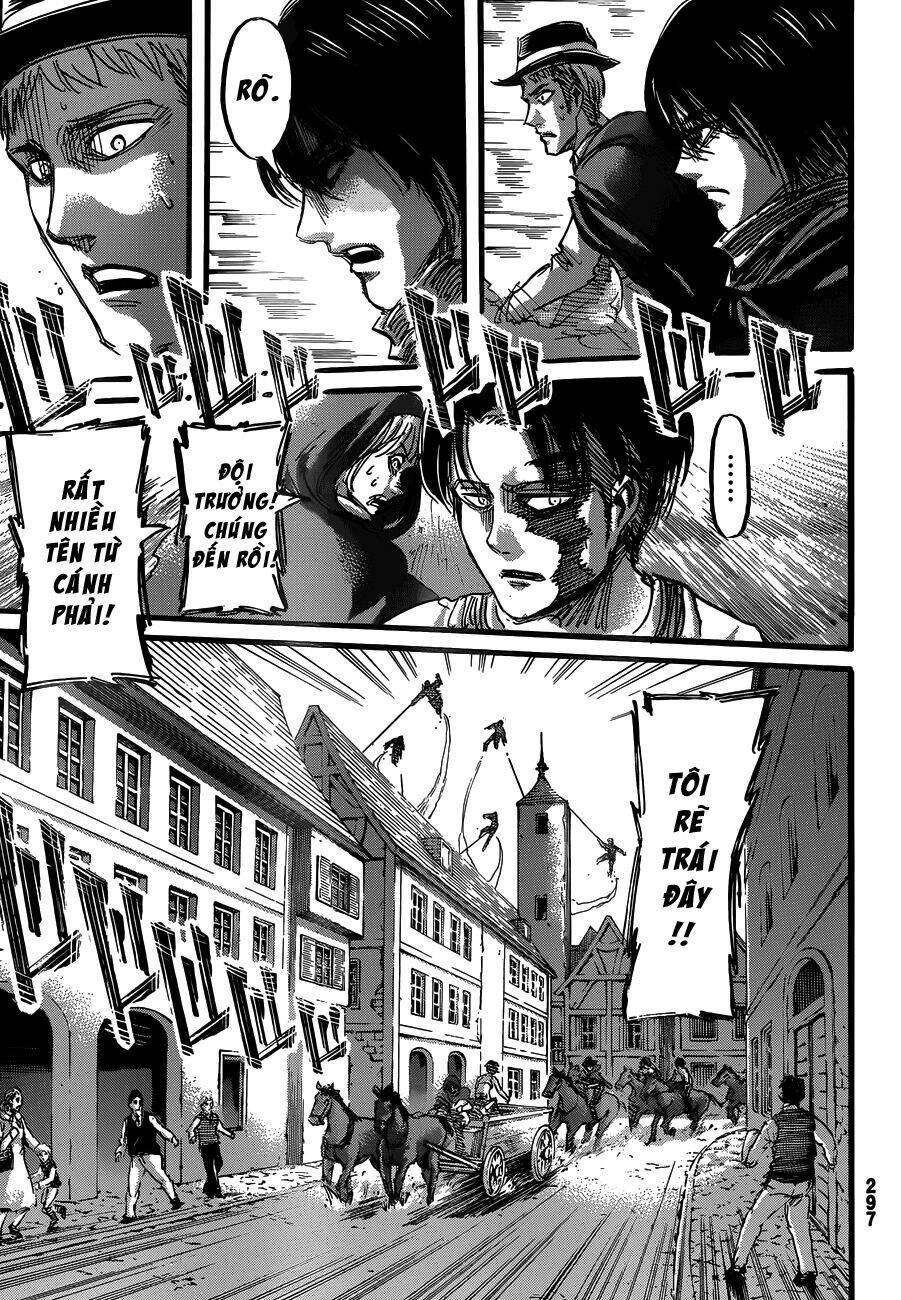 RÕ.
......
ĐỘI
TRƯỞNG!
CHÚNG
ĐẾN RỒI!
RẤT
NHIỀU
TÊN TỪ
CÁNH
PHẢI!
TÔI
RẼ
TRÁI
ĐÂY
!!
297